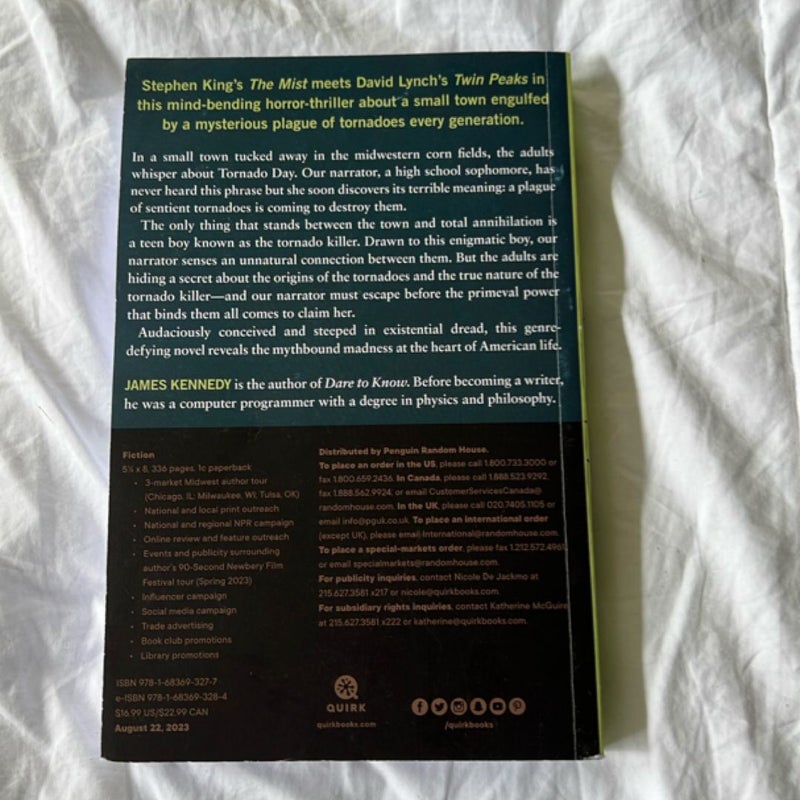 Stephen King's The Mist meets David Lynch's Twin Peaks in
this mind-bending horror-thriller about a small town engulfed
by a mysterious plague of tornadoes every generation.
In a small town tucked away in the midwestern corn fields, the adults
whisper about Tornado Day. Our narrator, a high school sophomore, has
never heard this phrase but she soon discovers its terrible meaning: a plague
of sentient tornadoes is coming to destroy them.
The only thing that stands between the town and total annihilation is
a teen boy known as the tornado killer. Drawn to this enigmatic boy, our
narrator senses an unnatural connection between them. But the adults are
hiding a secret about the origins of the tornadoes and the true nature of the
tornado killer—and our narrator must escape before the primeval power
that binds them all comes to claim her.
Audaciously conceived and steeped in existential dread, this genre-
defying novel reveals the mythbound madness at the heart of American life.
JAMES KENNEDY is the author of Dare to Know. Before becoming a writer,
he was a computer programmer with a degree in physics and philosophy.
Fiction
5¼ x 8, 336 pages, 1c paperback
• 3-market Midwest author tour
(Chicago, IL; Milwaukee, WI; Tulsa, OK)
• National and local print outreach
• National and regional NPR campaign
• Online review and feature outreach
• Events and publicity surrounding
author's 90-Second Newbery Film
Festival tour (Spring 2023)
• Influencer campaign
• Social media campaign
• Trade advertising
• Book club promotions
• Library promotions
ISBN 978-1-68369-327-7
e-ISBN 978-1-68369-328-4
$16.99 US/$22.99 CAN
August 22, 2023
Distributed by Penguin Random House.
To place an order in the US, please call 1.800.733.3000 or
fax 1.800.659.2436. In Canada, please call 1.888.523.9292,
fax 1.888.562.9924, or email CustomerServicesCanada@
randomhouse.com. In the UK, please call 020.7405.1105 or
email info@pguk.co.uk. To place an international order
(except UK), please email International@randomhouse.com.
To place a special-markets order, please fax 1.212.572.4961
or email specialmarkets@randomhouse.com.
For publicity inquiries, contact Nicole De Jackmo at
215.627.3581 x217 or nicole@quirkbooks.com.
For subsidiary rights inquiries, contact Katherine McGuire
at 215.627.3581 x222 or katherine@quirkbooks.com.
QUIRK
quirkbooks.com
/quirkbooks